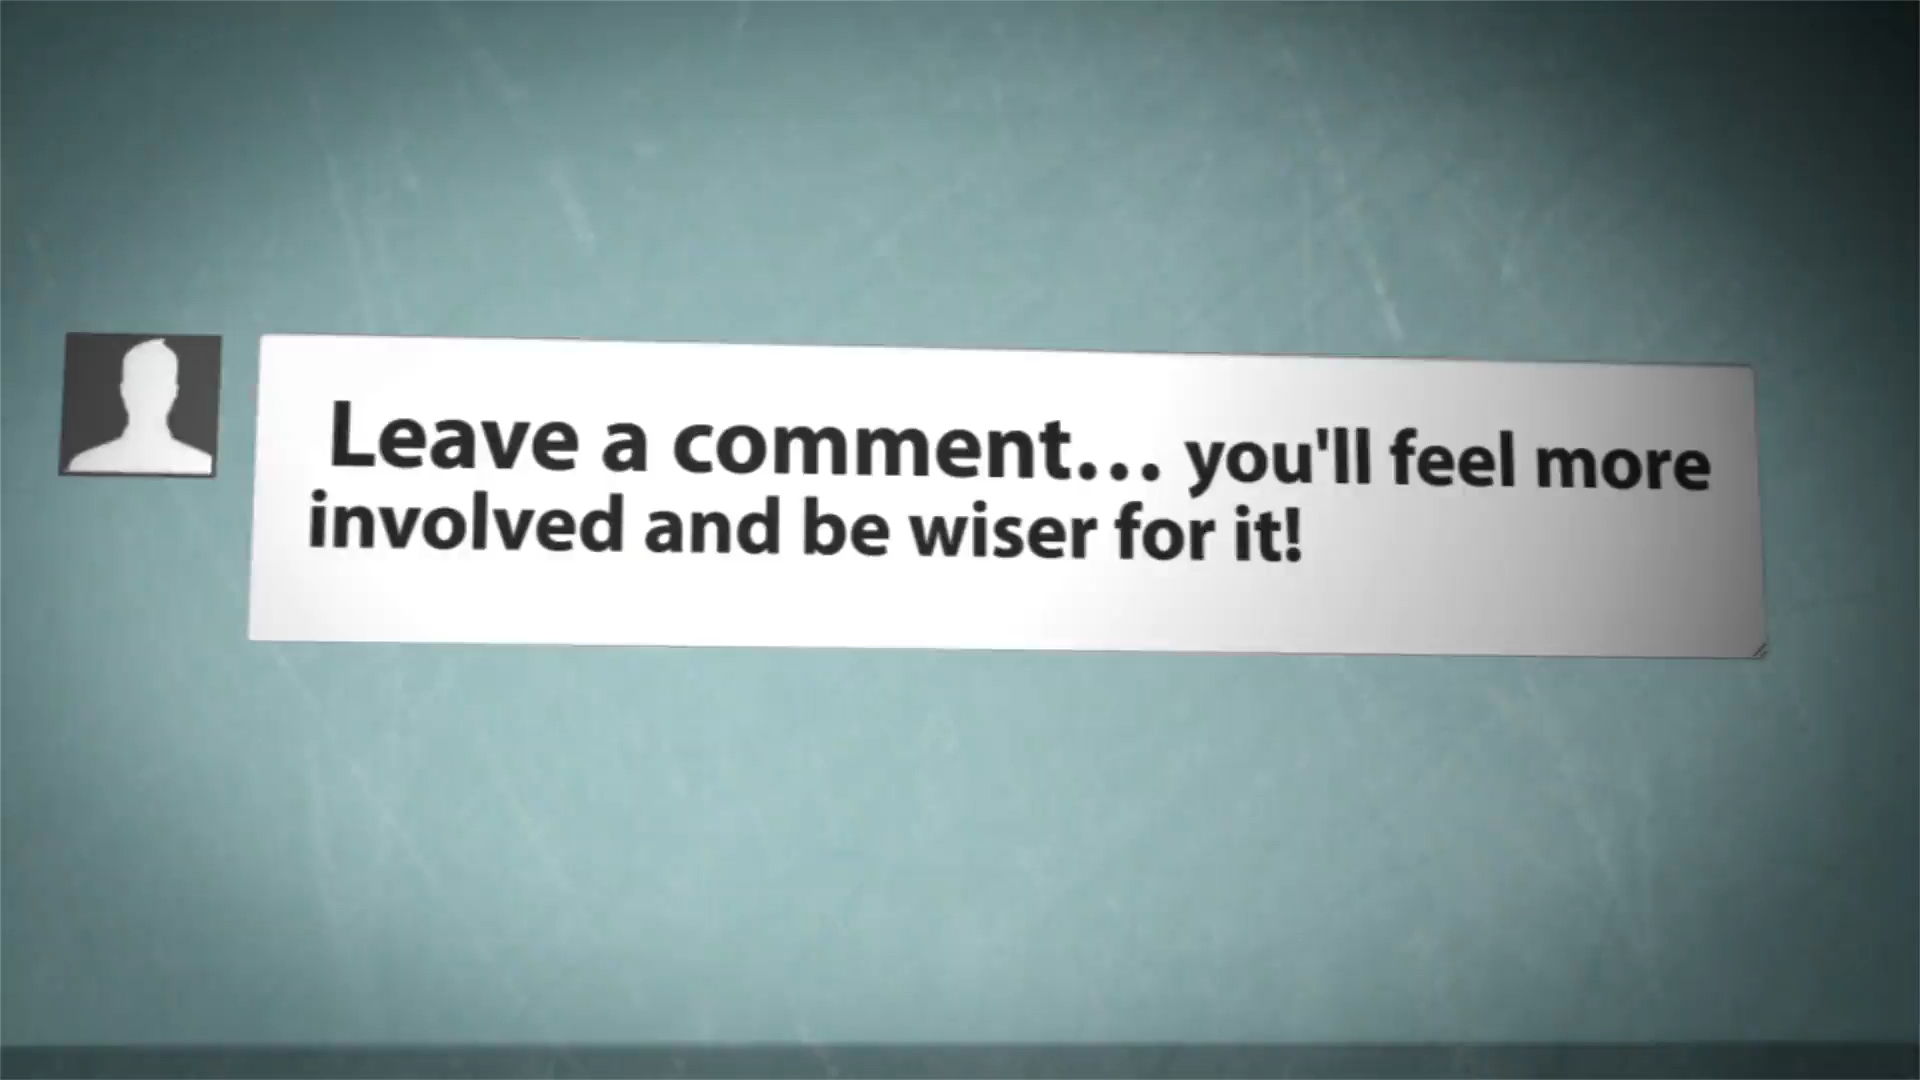 Leave a comment… you'll feel more
involved and be wiser for it!